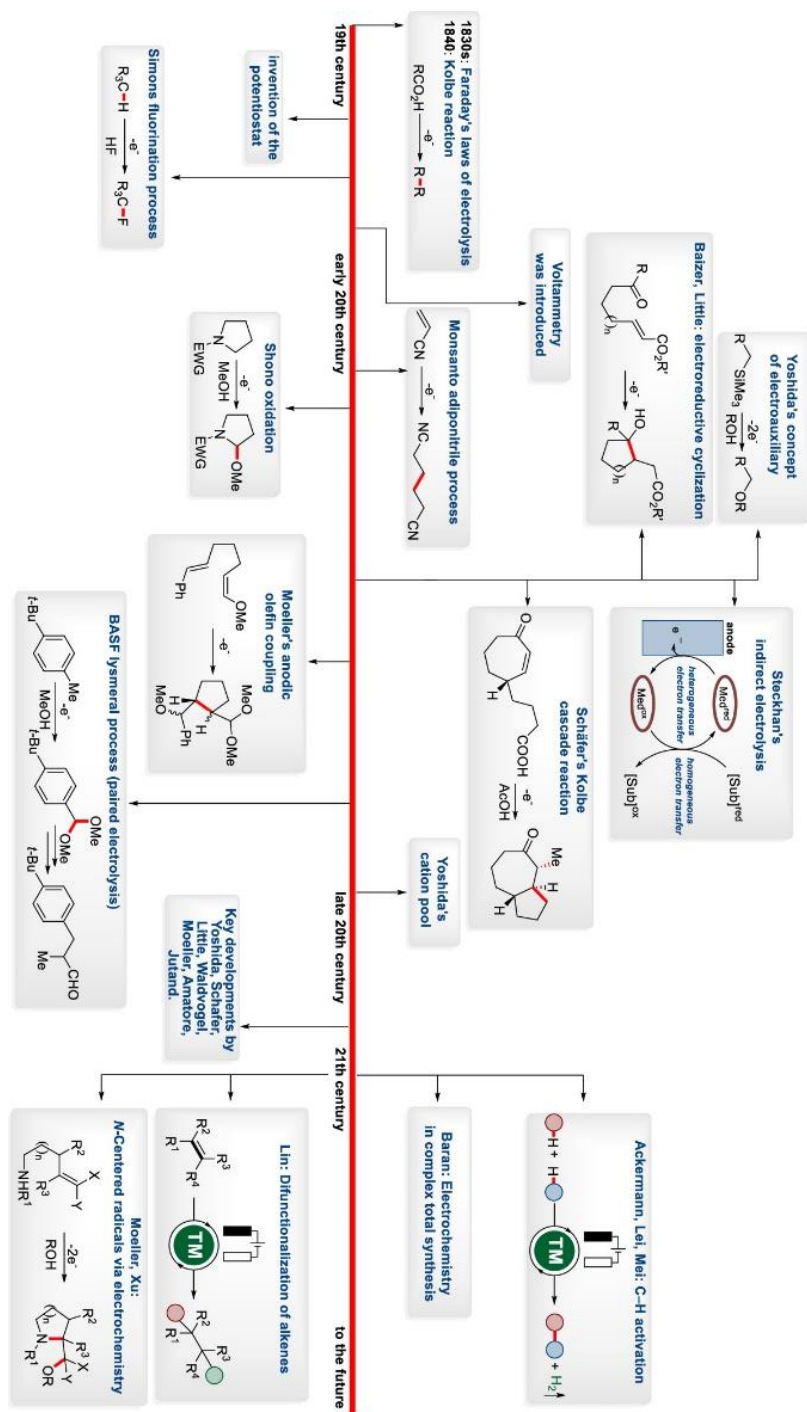 1830s: Faraday's laws of electrolysis
1840: Kolbe reaction
RCO₂H
-e⁻
R–R
Voltammetry
was introduced
Yoshida's concept
of electroauxiliary
R
SiMe₃
-2e⁻
ROH
R
OR
Baizer, Little: electroreductive cyclization
R
O
( )n
CO₂R'
-e⁻
HO
R
( )n
CO₂R'
Monsanto adiponitrile process
CN
-e⁻
NC
CN
Steckhan's
indirect electrolysis
anode
e⁻
heterogeneous
electron transfer
Medʳᵉᵈ
Medᵒˣ
homogeneous
electron transfer
[Sub]ʳᵉᵈ
[Sub]ᵒˣ
Schäfer's Kolbe
cascade reaction
O
H
COOH
-e⁻
AcOH
O
Me
H
H
Yoshida's
cation pool
Ackermann, Lei, Mei: C–H activation
H + H
TM
+ H₂
Baran: Electrochemistry
in complex total synthesis
19th century
early 20th century
late 20th century
21th century
to the future
invention of the
potentiostat
Simons fluorination process
R₃C–H
-e⁻
HF
R₃C–F
Shono oxidation
N
EWG
-e⁻
MeOH
N
EWG
OMe
Moeller's anodic
olefin coupling
OMe
Ph
-e⁻
MeO
OMe
H
H
MeO
Ph
BASF lysmeral process (paired electrolysis)
t-Bu
Me
-e⁻
MeOH
t-Bu
OMe
OMe
t-Bu
CHO
Me
Key developments by
Yoshida, Schafer,
Little, Waldvogel,
Moeller, Amatore,
Jutand.
Lin: Difunctionalization of alkenes
R²
R¹
R³
R⁴
TM
R²
R¹
R³
R⁴
Moeller, Xu:
N-Centered radicals via electrochemistry
R²
X
( )n
Y
R³
NHR¹
-2e⁻
ROH
R²
( )n
R³
X
Y
N
R¹
OR